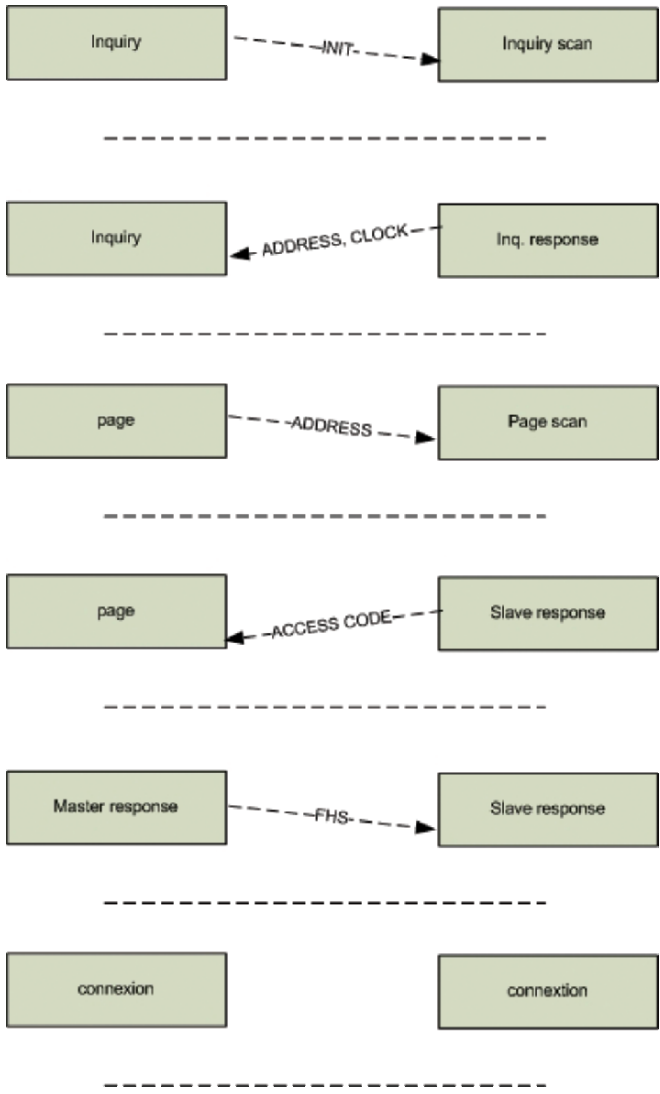 Inquiry
INIT
Inquiry scan
Inquiry
ADDRESS, CLOCK
Inq. response
page
ADDRESS
Page scan
page
ACCESS CODE
Slave response
Master response
FHS
Slave response
connexion
connextion